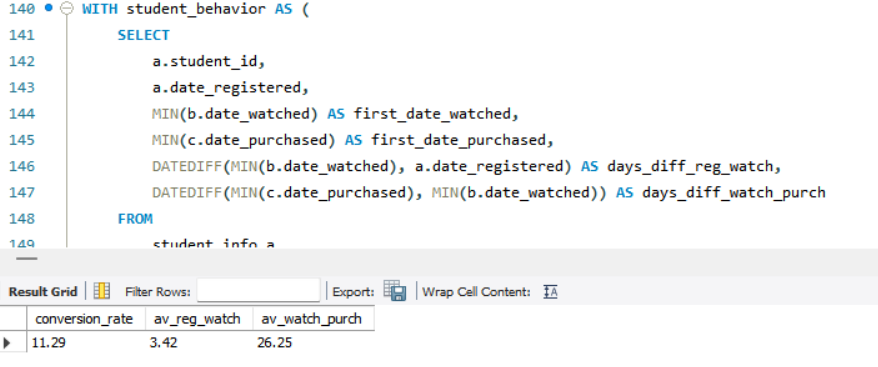 140 WITH student_behavior AS (
141 SELECT
142 a.student_id,
143 a.date_registered,
144 MIN(b.date_watched) AS first_date_watched,
145 MIN(c.date_purchased) AS first_date_purchased,
146 DATEDIFF(MIN(b.date_watched), a.date_registered) AS days_diff_reg_watch,
147 DATEDIFF(MIN(c.date_purchased), MIN(b.date_watched)) AS days_diff_watch_purch
148 FROM
149 student_info a
Result Grid Filter Rows: Export: Wrap Cell Content: IA
conversion_rate av_reg_watch av_watch_purch
11.29 3.42 26.25